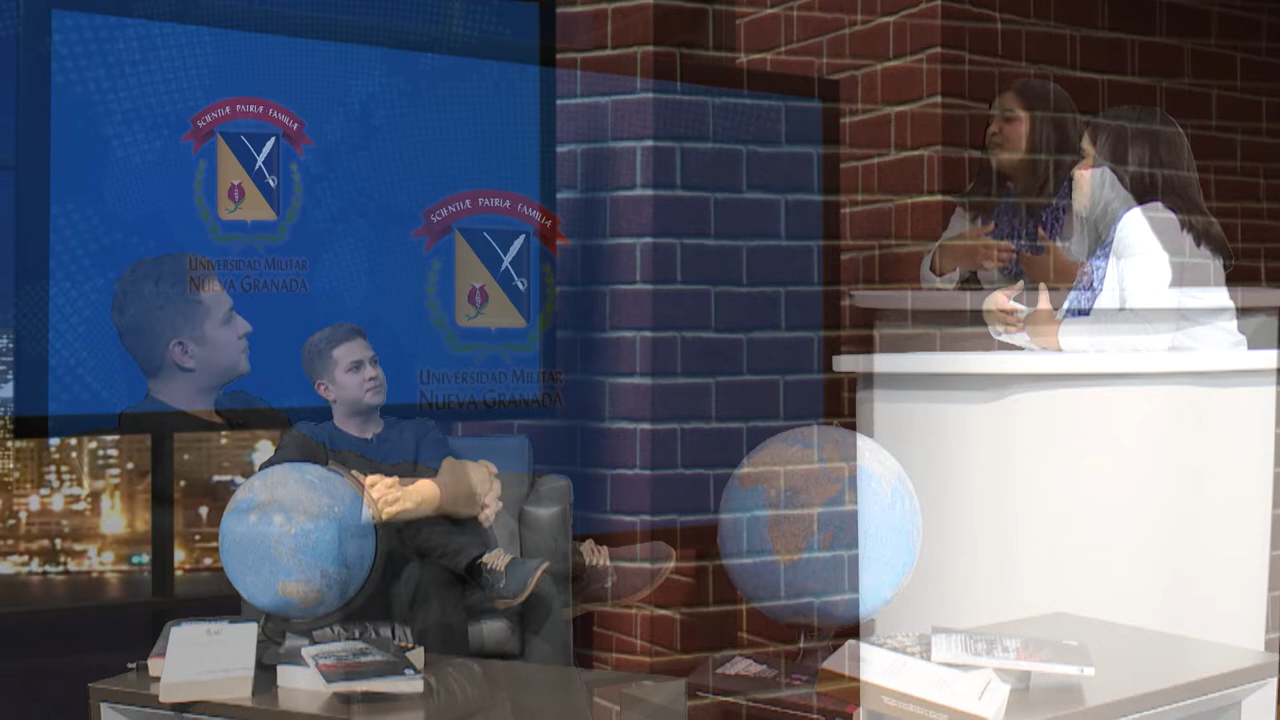 SCIENTIÆ PATRIÆ FAMILIÆ
UNIVERSIDAD MILITAR
NUEVA GRANADA
SCIENTIÆ PATRIÆ FAMILIÆ
UNIVERSIDAD MILITAR
NUEVA GRANADA